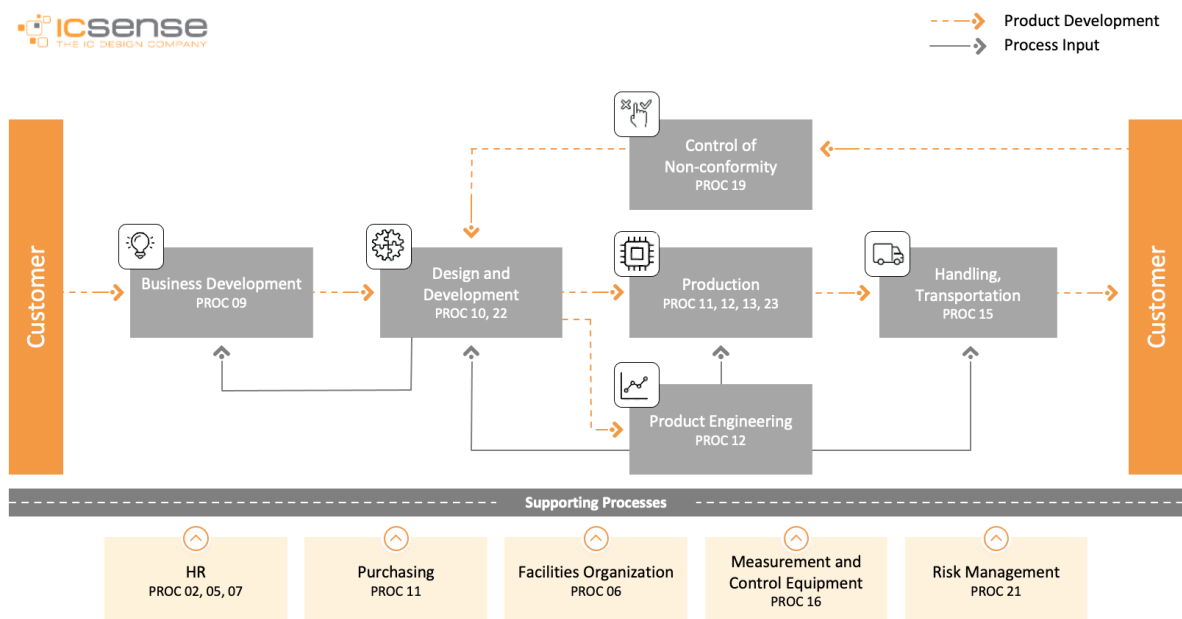 icsense
THE IC DESIGN COMPANY
Product Development
Process Input
Customer
Control of
Non-conformity
PROC 19
Business Development
PROC 09
Design and
Development
PROC 10, 22
Production
PROC 11, 12, 13, 23
Handling,
Transportation
PROC 15
Customer
Product Engineering
PROC 12
Supporting Processes
HR
PROC 02, 05, 07
Purchasing
PROC 11
Facilities Organization
PROC 06
Measurement and
Control Equipment
PROC 16
Risk Management
PROC 21